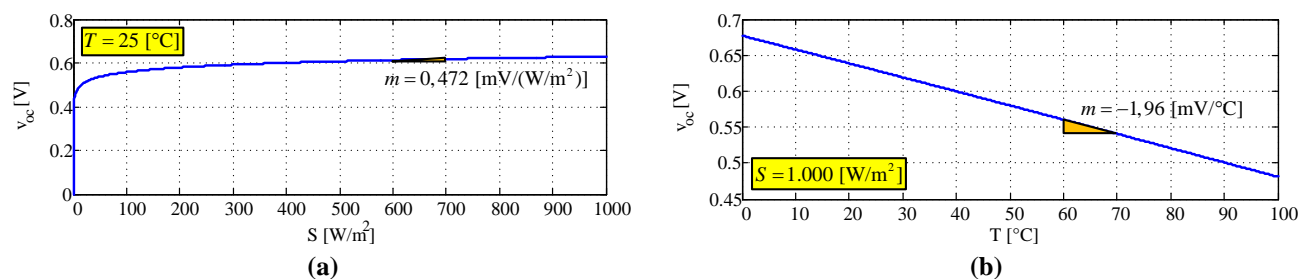 0.8
0.6
0.4
0.2
0
v_oc [V]
T = 25 [°C]
ṁ = 0,472 [mV/(W/m²)]
0 100 200 300 400 500 600 700 800 900 1000
S [W/m²]
(a)
0.7
0.65
0.6
0.55
0.5
0.45
v_oc [V]
m = −1,96 [mV/°C]
S = 1.000 [W/m²]
0 10 20 30 40 50 60 70 80 90 100
T [°C]
(b)